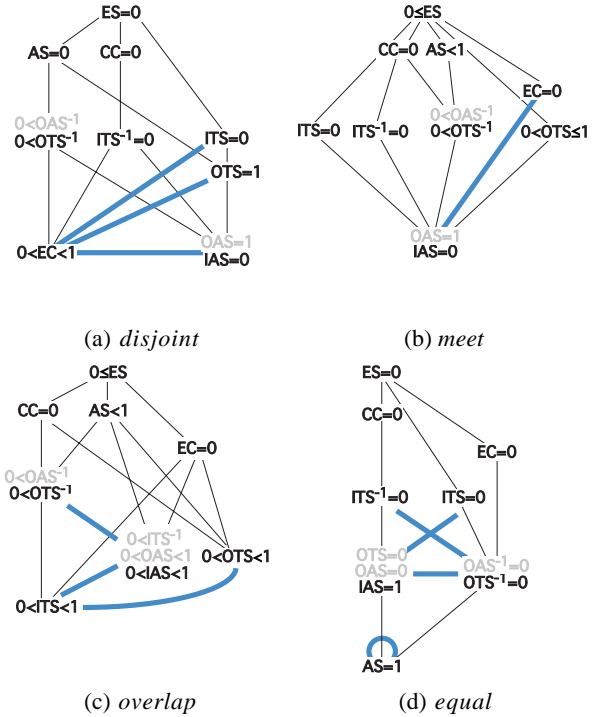 ES=0
AS=0 CC=0
0<OAS⁻¹
0<OTS⁻¹ ITS⁻¹=0 ITS=0
OTS=1
OAS=1
0<EC<1 IAS=0
(a) disjoint
0≤ES
CC=0 AS<1
EC=0
0<OAS⁻¹
ITS=0 ITS⁻¹=0 0<OTS⁻¹ 0<OTS≤1
OAS=1
IAS=0
(b) meet
0≤ES
CC=0 AS<1
EC=0
0<OAS⁻¹
0<OTS⁻¹
0<ITS⁻¹
0<OAS<1 0<OTS<1
0<IAS<1
0<ITS<1
(c) overlap
ES=0
CC=0
EC=0
ITS⁻¹=0 ITS=0
OTS=0
OAS=0 OAS⁻¹=0
IAS=1 OTS⁻¹=0
AS=1
(d) equal